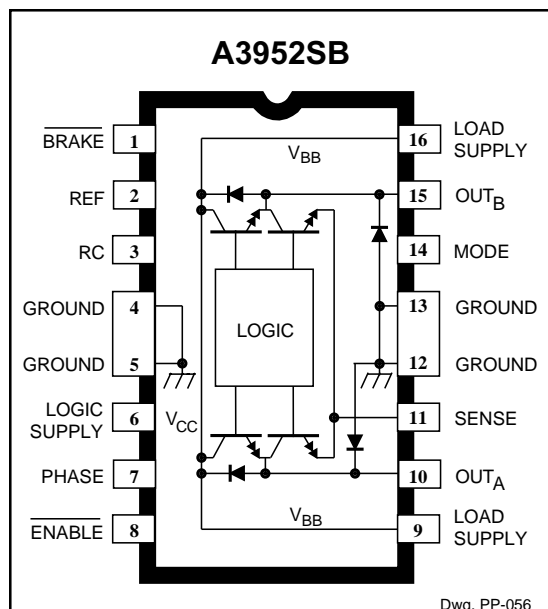 A3952SB
BRAKE 1
REF 2
RC 3
GROUND 4
GROUND 5
LOGIC
SUPPLY 6
PHASE 7
ENABLE 8
V_BB
LOGIC
V_CC
V_BB
16 LOAD
SUPPLY
15 OUT_B
14 MODE
13 GROUND
12 GROUND
11 SENSE
10 OUT_A
9 LOAD
SUPPLY
Dwg. PP-056